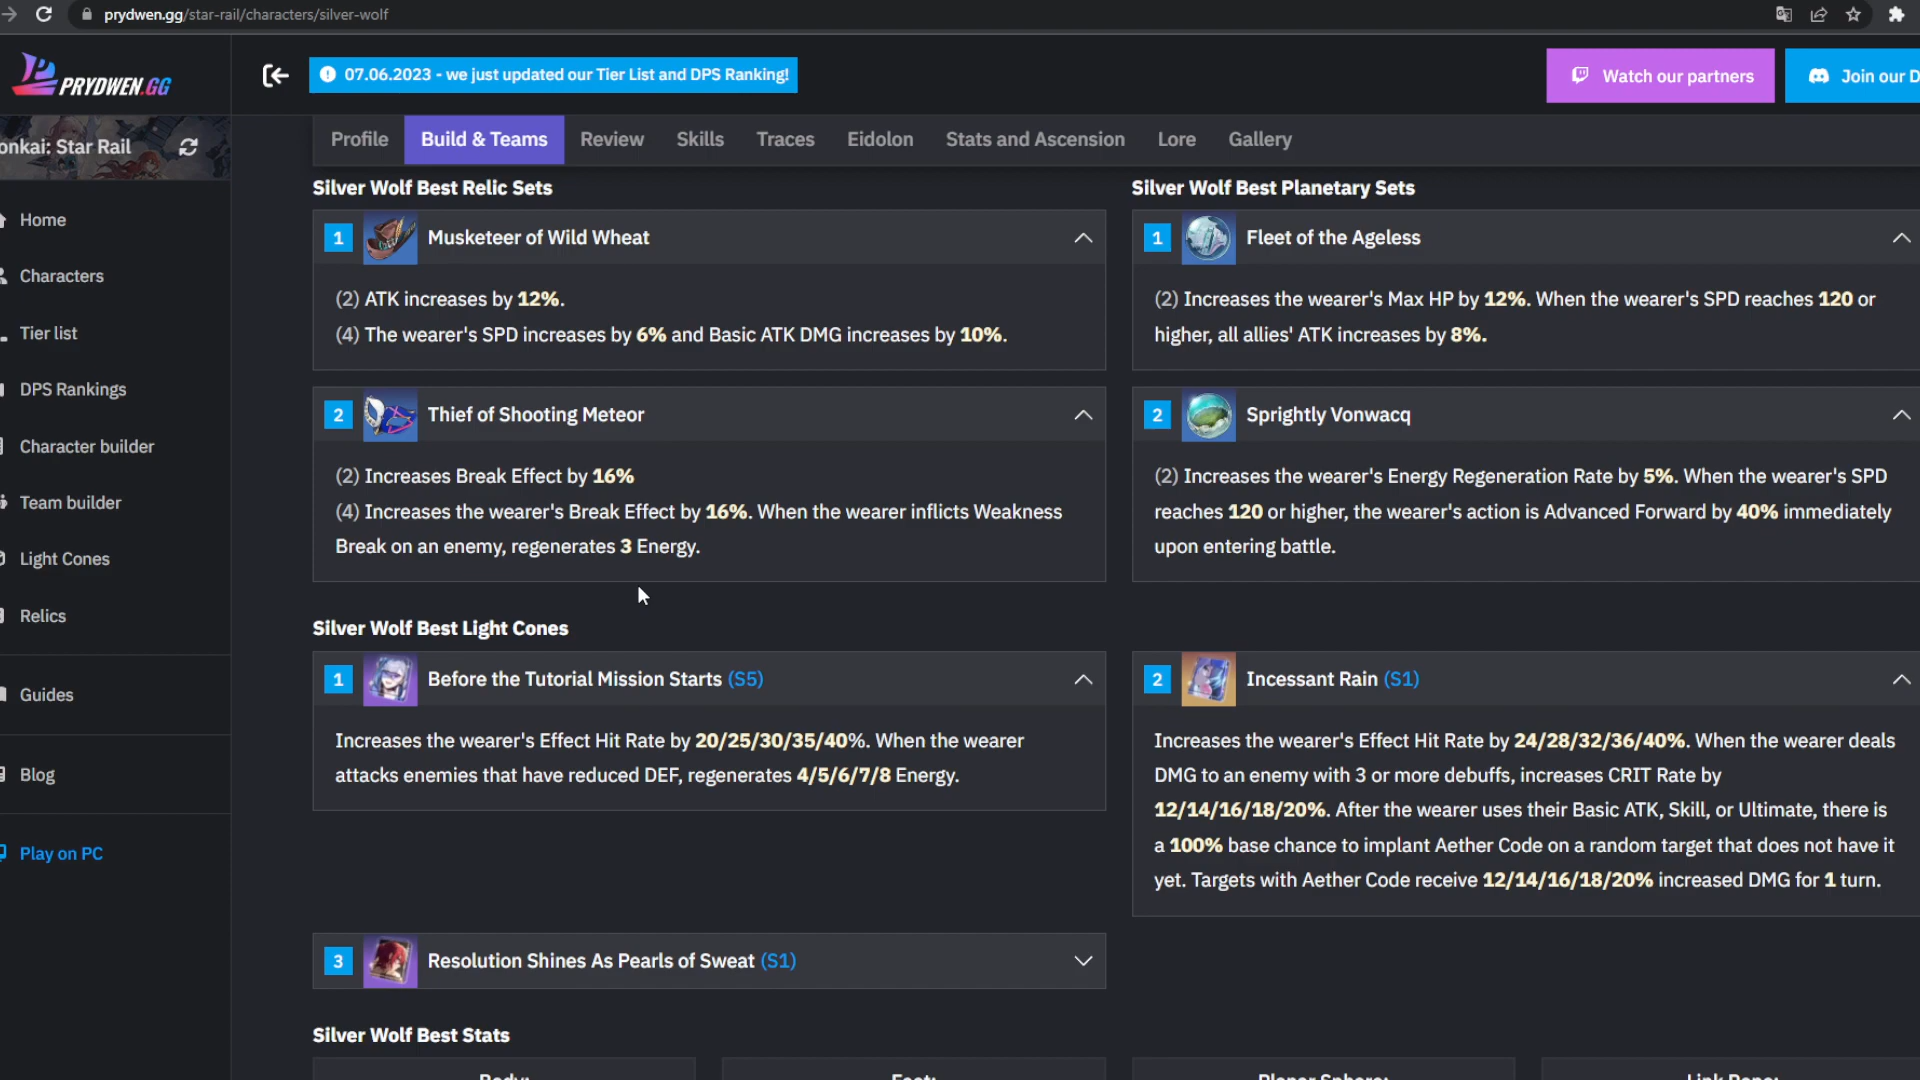 prydwen.gg/star-rail/characters/silver-wolf
PRYDWEN.GG
07.06.2023 - we just updated our Tier List and DPS Ranking!
Watch our partners
Join our D
onkai: Star Rail
Profile
Build & Teams
Review
Skills
Traces
Eidolon
Stats and Ascension
Lore
Gallery
Home
Characters
Tier list
DPS Rankings
Character builder
Team builder
Light Cones
Relics
Guides
Blog
Play on PC
Silver Wolf Best Relic Sets
1
Musketeer of Wild Wheat
(2) ATK increases by 12%.
(4) The wearer's SPD increases by 6% and Basic ATK DMG increases by 10%.
2
Thief of Shooting Meteor
(2) Increases Break Effect by 16%
(4) Increases the wearer's Break Effect by 16%. When the wearer inflicts Weakness
Break on an enemy, regenerates 3 Energy.
Silver Wolf Best Planetary Sets
1
Fleet of the Ageless
(2) Increases the wearer's Max HP by 12%. When the wearer's SPD reaches 120 or
higher, all allies' ATK increases by 8%.
2
Sprightly Vonwacq
(2) Increases the wearer's Energy Regeneration Rate by 5%. When the wearer's SPD
reaches 120 or higher, the wearer's action is Advanced Forward by 40% immediately
upon entering battle.
Silver Wolf Best Light Cones
1
Before the Tutorial Mission Starts (S5)
Increases the wearer's Effect Hit Rate by 20/25/30/35/40%. When the wearer
attacks enemies that have reduced DEF, regenerates 4/5/6/7/8 Energy.
2
Incessant Rain (S1)
Increases the wearer's Effect Hit Rate by 24/28/32/36/40%. When the wearer deals
DMG to an enemy with 3 or more debuffs, increases CRIT Rate by
12/14/16/18/20%. After the wearer uses their Basic ATK, Skill, or Ultimate, there is
a 100% base chance to implant Aether Code on a random target that does not have it
yet. Targets with Aether Code receive 12/14/16/18/20% increased DMG for 1 turn.
3
Resolution Shines As Pearls of Sweat (S1)
Silver Wolf Best Stats
Body:
Feet:
Planar Sphere:
Link Rope: